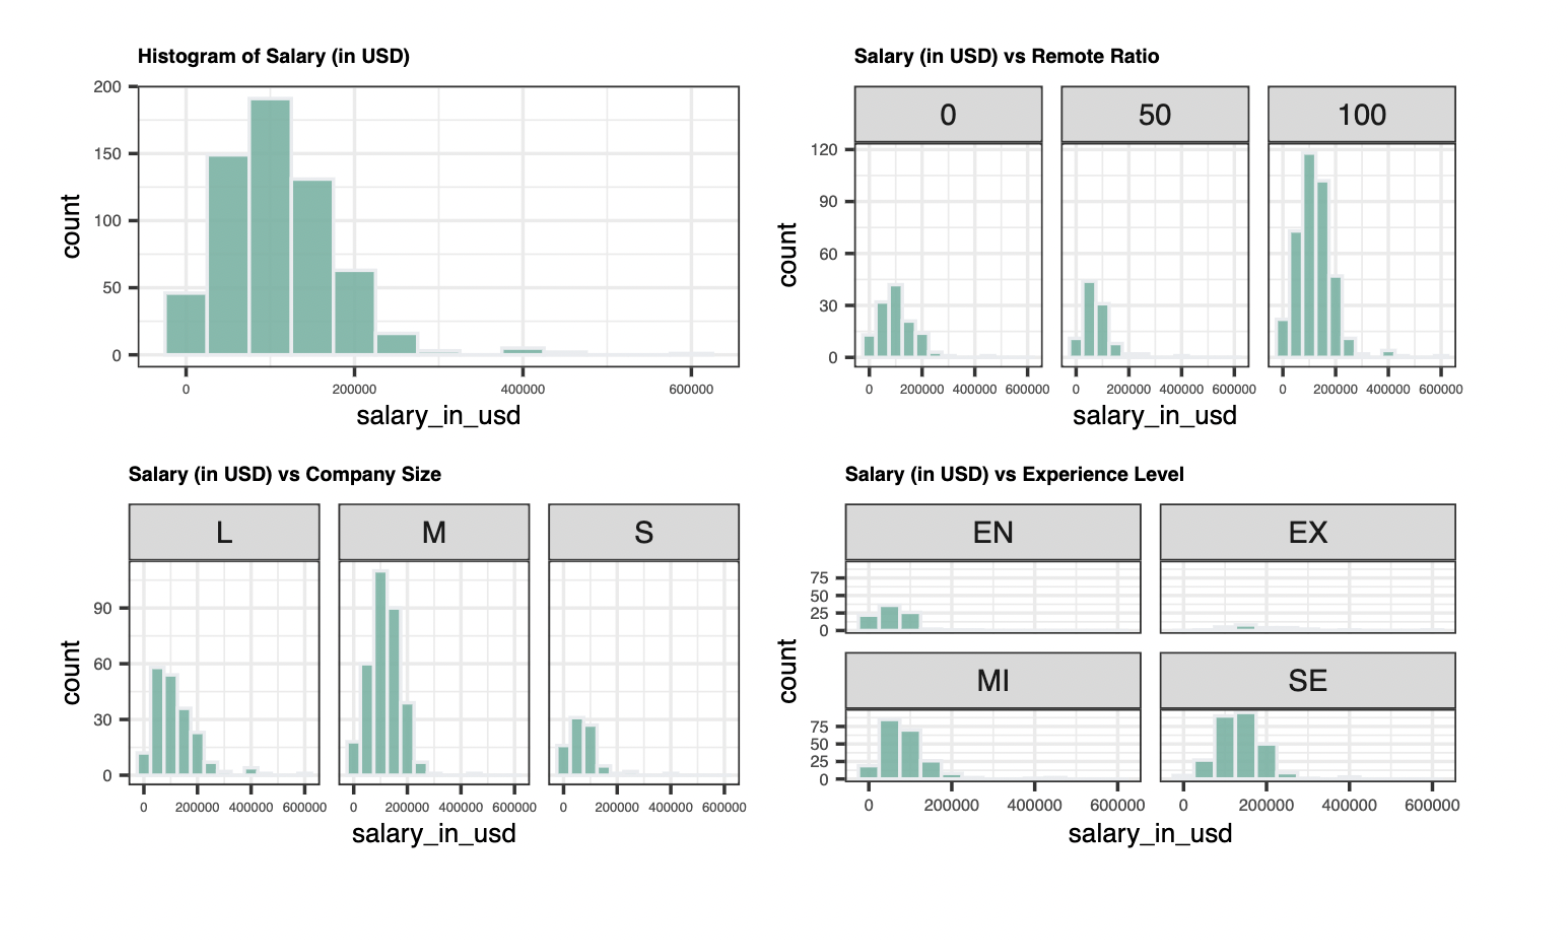 Histogram of Salary (in USD)
200
150
100
50
0
count
0 200000 400000 600000
salary_in_usd
Salary (in USD) vs Remote Ratio
0 50 100
120
90
60
30
0
count
0 200000 400000 600000 0 200000 400000 600000 0 200000 400000 600000
salary_in_usd
Salary (in USD) vs Company Size
L M S
90
60
30
0
count
0 200000 400000 600000 0 200000 400000 600000 0 200000 400000 600000
salary_in_usd
Salary (in USD) vs Experience Level
EN EX
75
50
25
0
count
MI SE
75
50
25
0
0 200000 400000 600000 0 200000 400000 600000
salary_in_usd